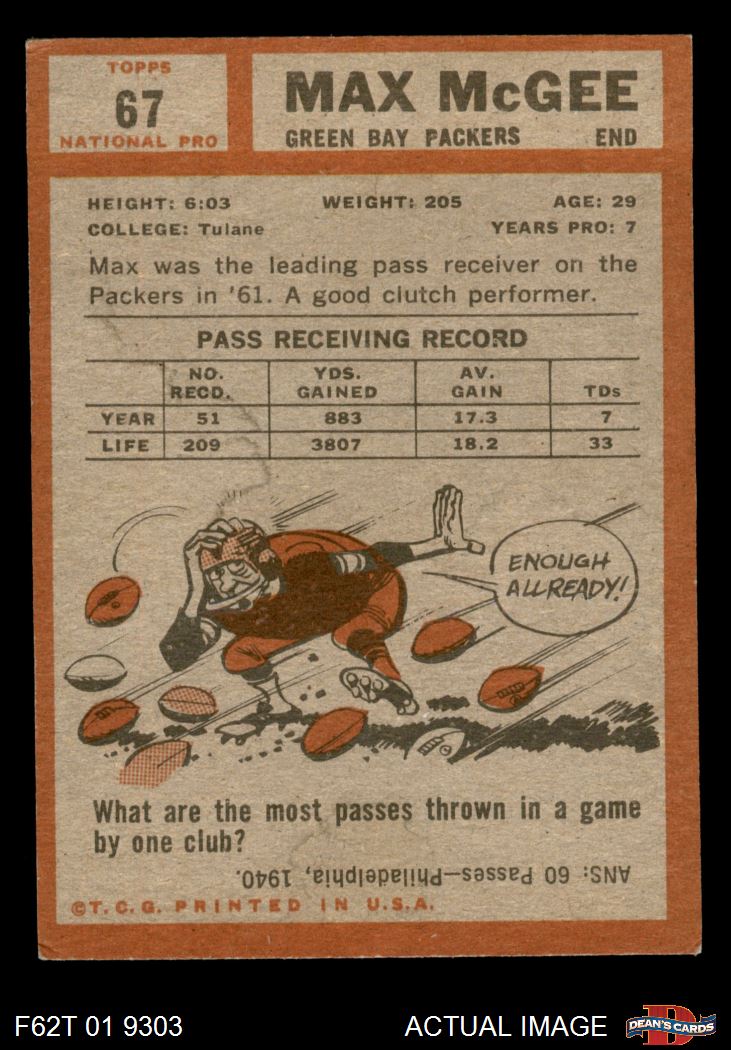 TOPPS
67
NATIONAL PRO
MAX McGEE
GREEN BAY PACKERS END
HEIGHT: 6:03 WEIGHT: 205 AGE: 29
COLLEGE: Tulane YEARS PRO: 7
Max was the leading pass receiver on the
Packers in '61. A good clutch performer.
PASS RECEIVING RECORD
NO. RECD. YDS. GAINED AV. GAIN TDs
YEAR 51 883 17.3 7
LIFE 209 3807 18.2 33
ENOUGH
ALLREADY!
What are the most passes thrown in a game
by one club?
ANS: 60 Passes—Philadelphia, 1940.
©T.C.G. PRINTED IN U.S.A.
F62T 01 9303 ACTUAL IMAGE
D
DEAN'S CARDS